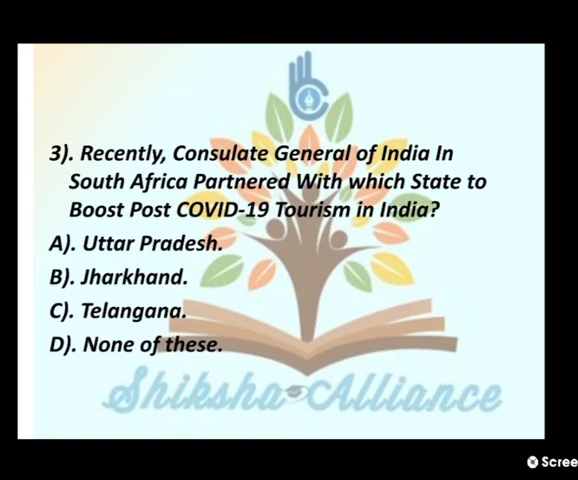 3). Recently, Consulate General of India In
South Africa Partnered With which State to
Boost Post COVID-19 Tourism in India?
A). Uttar Pradesh.
B). Jharkhand.
C). Telangana.
D). None of these.
Shiksha Alliance
Scree